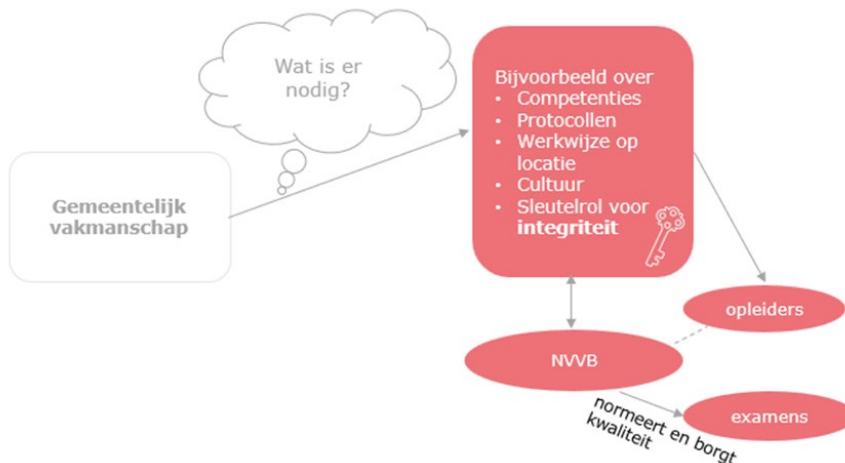 Wat is er
nodig?
Gemeentelijk
vakmanschap
Bijvoorbeeld over
• Competenties
• Protocollen
• Werkwijze op
locatie
• Cultuur
• Sleutelrol voor
integriteit
opleiders
NVVB
normeert en borgt
kwaliteit
examens